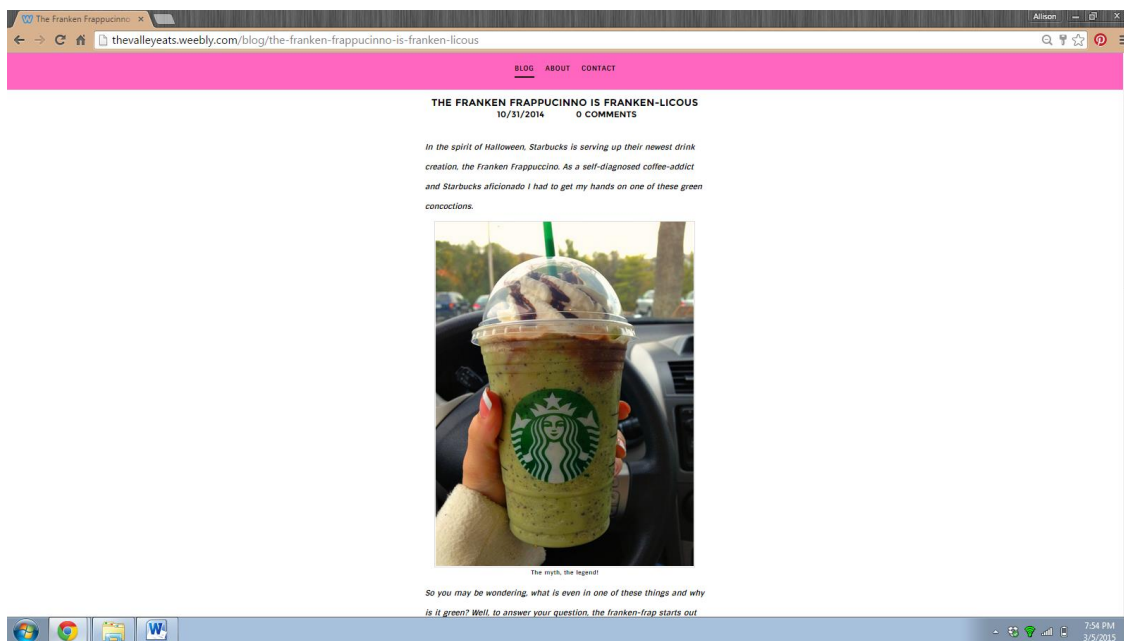 The Franken Frappucinno
Allison
thevalleyeats.weebly.com/blog/the-franken-frappucinno-is-franken-licous
BLOG ABOUT CONTACT
THE FRANKEN FRAPPUCINNO IS FRANKEN-LICOUS
10/31/2014 0 COMMENTS
In the spirit of Halloween, Starbucks is serving up their newest drink
creation, the Franken Frappuccino. As a self-diagnosed coffee-addict
and Starbucks aficionado I had to get my hands on one of these green
concoctions.
The myth, the legend!
So you may be wondering, what is even in one of these things and why
is it green? Well, to answer your question, the franken-frap starts out
7:54 PM
3/5/2015